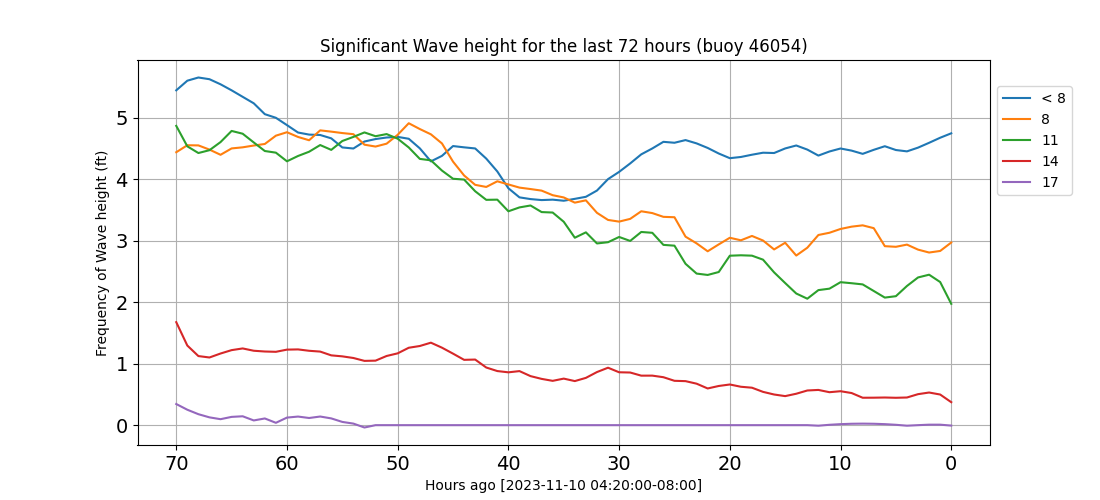 Significant Wave height for the last 72 hours (buoy 46054)
Frequency of Wave height (ft)
5
4
3
2
1
0
70 60 50 40 30 20 10 0
Hours ago [2023-11-10 04:20:00-08:00]
< 8
8
11
14
17